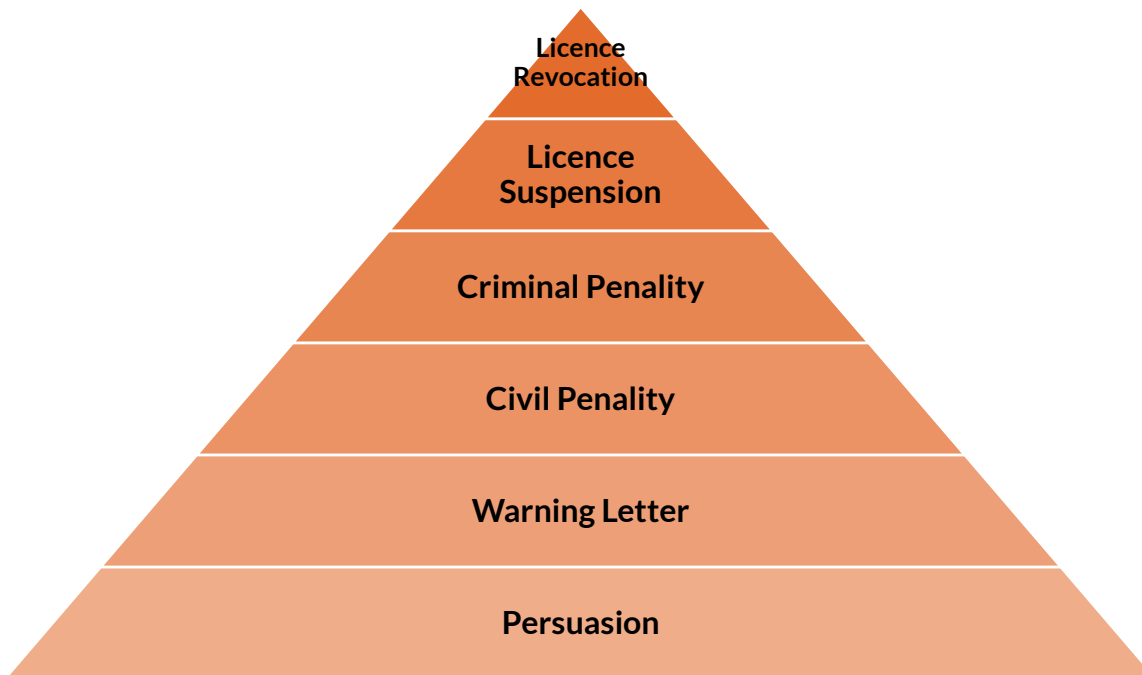 Licence
Revocation
Licence
Suspension
Criminal Penality
Civil Penality
Warning Letter
Persuasion